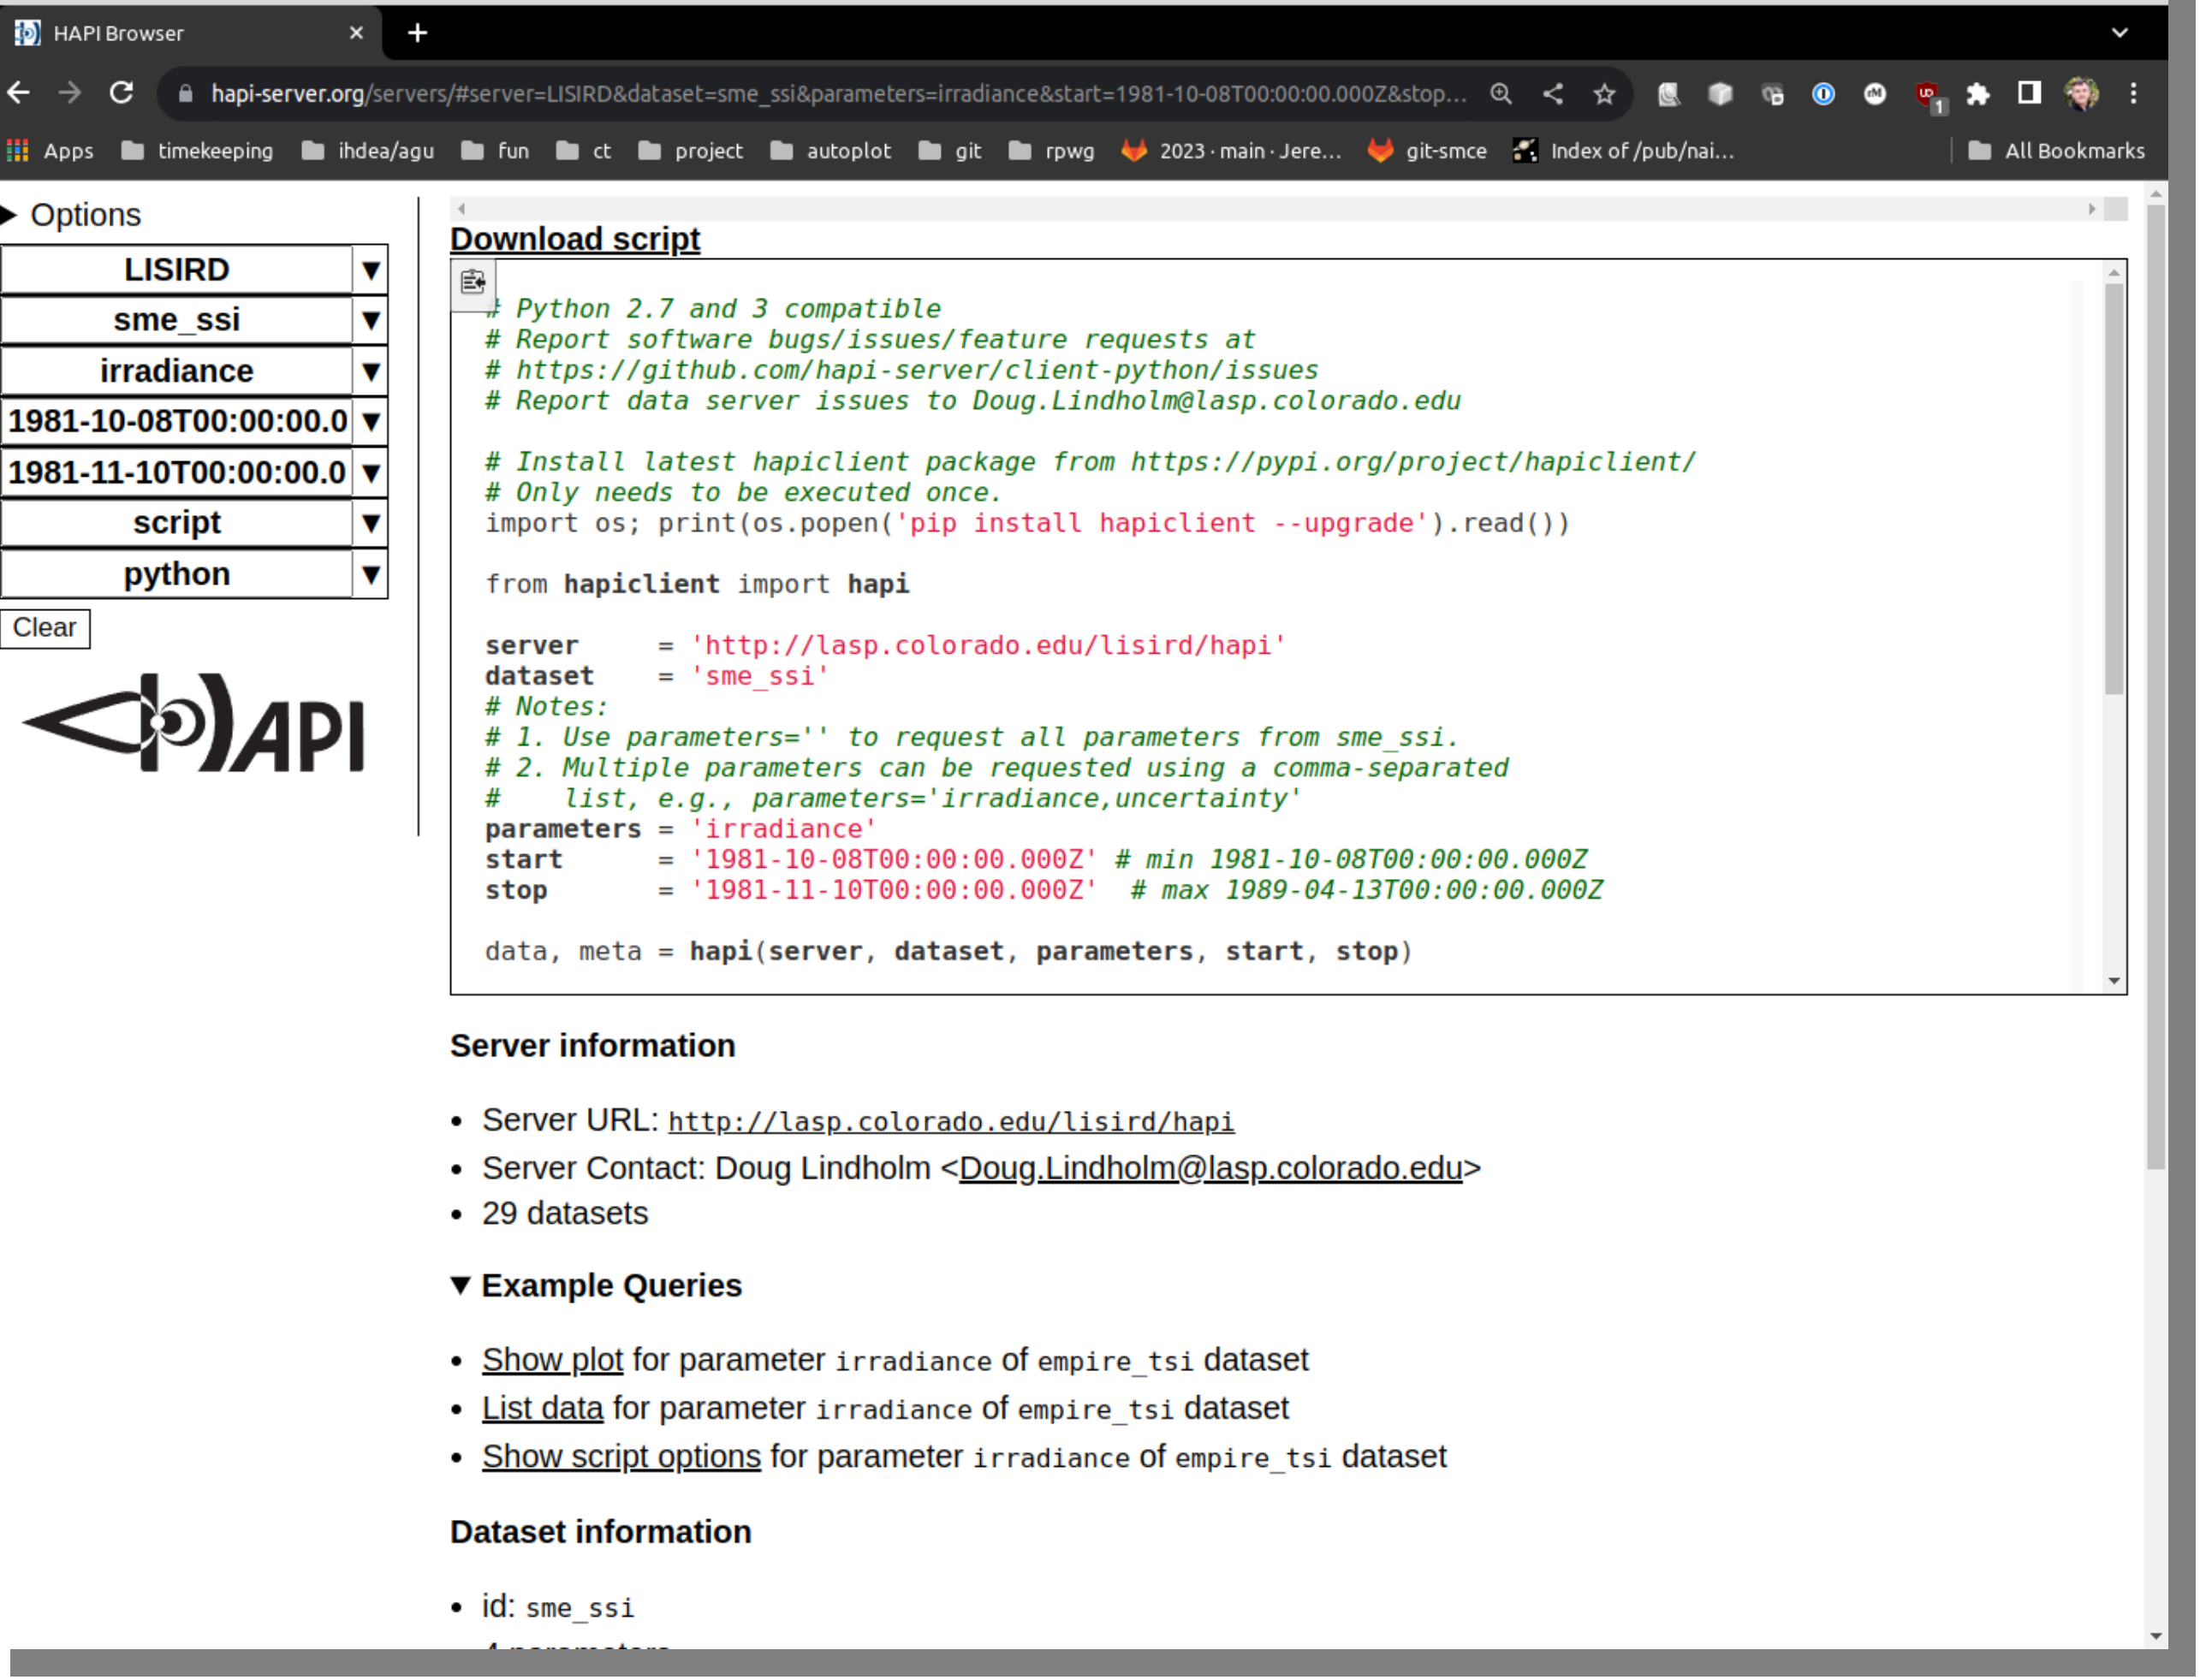 HAPI Browser
hapi-server.org/servers/#server=LISIRD&dataset=sme_ssi&parameters=irradiance&start=1981-10-08T00:00:00.000Z&stop...
1
Apps timekeeping ihdea/agu fun ct project autoplot git rpwg 2023 · main · Jere... git-smce Index of /pub/nai... All Bookmarks
Options
LISIRD
sme_ssi
irradiance
1981-10-08T00:00:00.0
1981-11-10T00:00:00.0
script
python
Clear
API
Download script
# Python 2.7 and 3 compatible
# Report software bugs/issues/feature requests at
# https://github.com/hapi-server/client-python/issues
# Report data server issues to Doug.Lindholm@lasp.colorado.edu
# Install latest hapiclient package from https://pypi.org/project/hapiclient/
# Only needs to be executed once.
import os; print(os.popen('pip install hapiclient --upgrade').read())
from hapiclient import hapi
server     = 'http://lasp.colorado.edu/lisird/hapi'
dataset    = 'sme_ssi'
# Notes:
# 1. Use parameters='' to request all parameters from sme_ssi.
# 2. Multiple parameters can be requested using a comma-separated
#    list, e.g., parameters='irradiance,uncertainty'
parameters = 'irradiance'
start      = '1981-10-08T00:00:00.000Z' # min 1981-10-08T00:00:00.000Z
stop       = '1981-11-10T00:00:00.000Z'  # max 1989-04-13T00:00:00.000Z
data, meta = hapi(server, dataset, parameters, start, stop)
Server information
• Server URL: http://lasp.colorado.edu/lisird/hapi
• Server Contact: Doug Lindholm <Doug.Lindholm@lasp.colorado.edu>
• 29 datasets
Example Queries
• Show plot for parameter irradiance of empire_tsi dataset
• List data for parameter irradiance of empire_tsi dataset
• Show script options for parameter irradiance of empire_tsi dataset
Dataset information
• id: sme_ssi
4 parameters